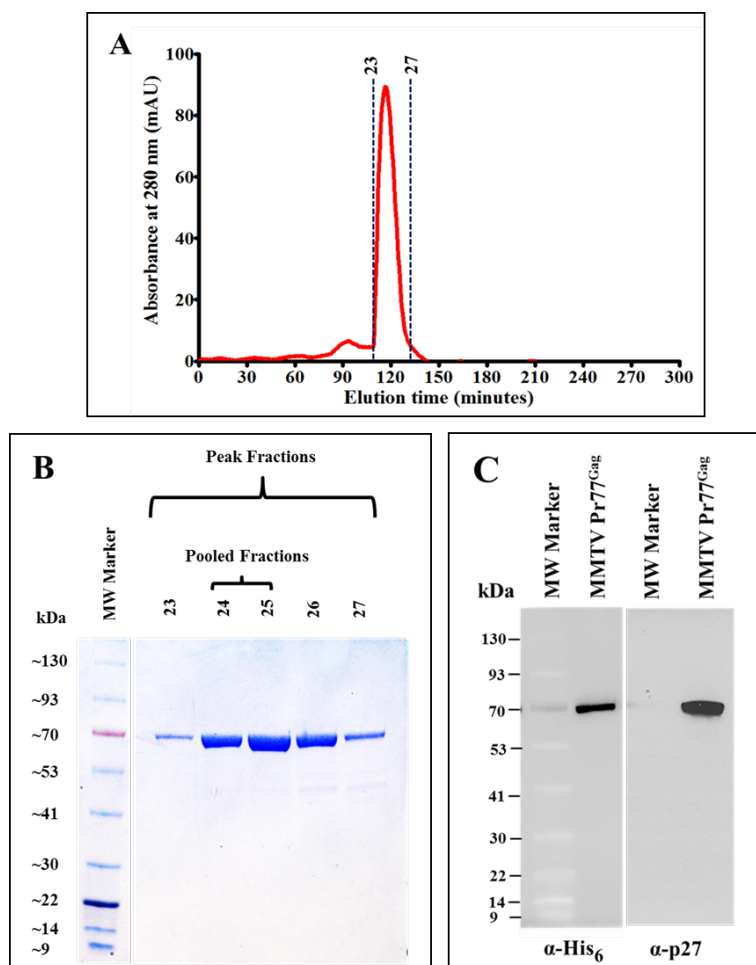 A
23
27
Absorbance at 280 nm (mAU)
100
80
60
40
20
0
0 30 60 90 120 150 180 210 240 270 300
Elution time (minutes)
B
Peak Fractions
Pooled Fractions
kDa
MW Marker
23 24 25 26 27
~130
~93
~70
~53
~41
~30
~22
~14
~9
C
kDa
MW Marker
MMTV Pr77Gag
MW Marker
MMTV Pr77Gag
130
93
70
53
41
30
22
14
9
α-His6 α-p27